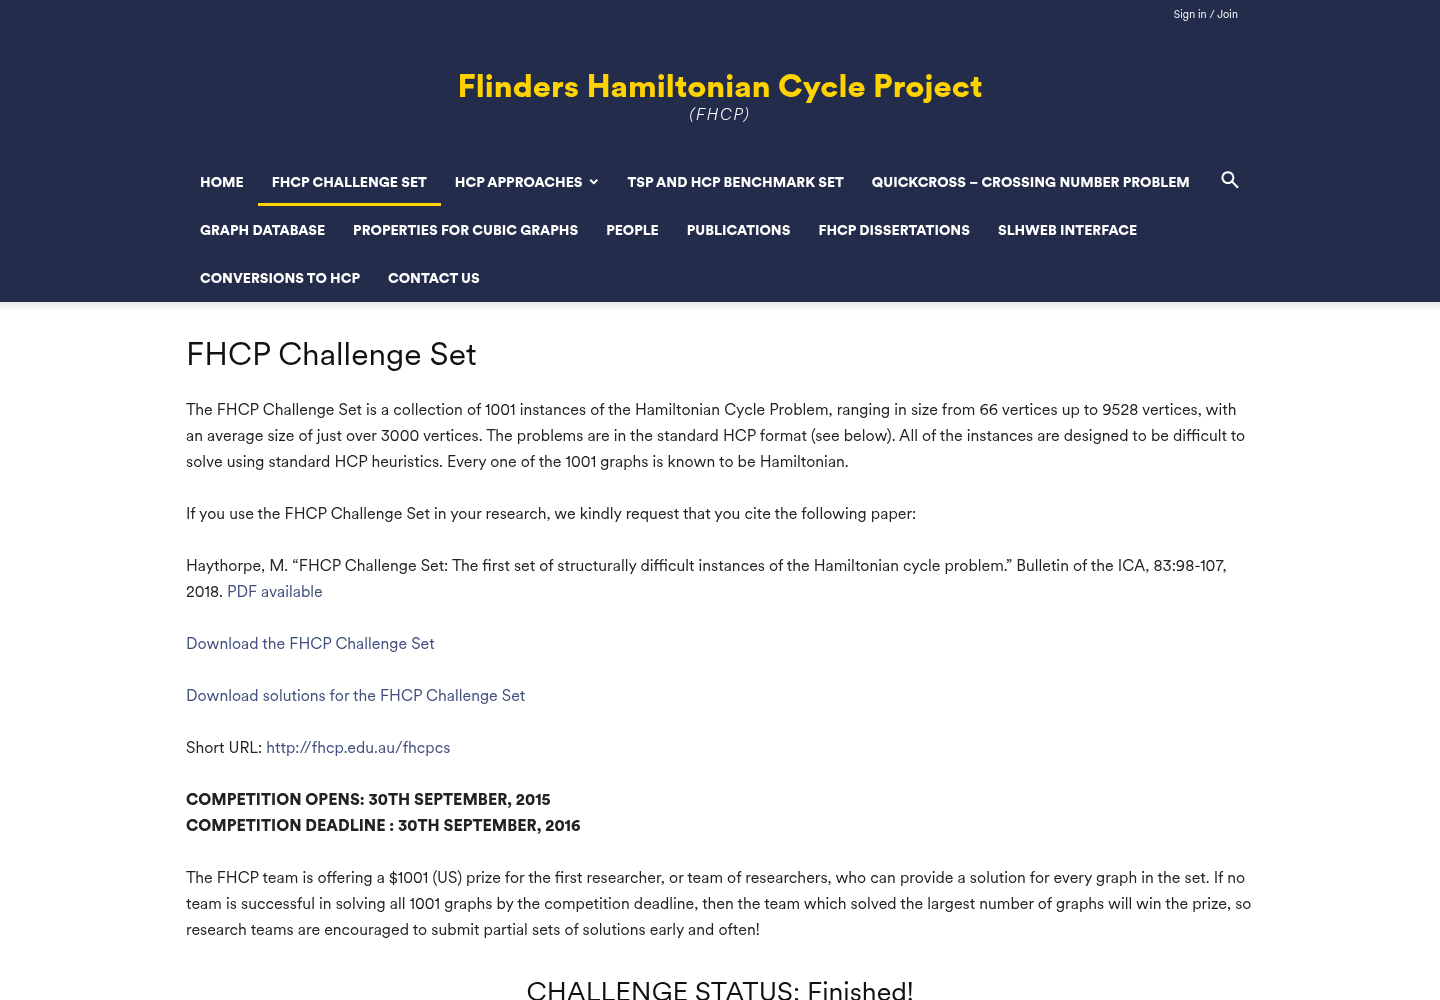 Sign in / Join
Flinders Hamiltonian Cycle Project
(FHCP)
HOME FHCP CHALLENGE SET HCP APPROACHES TSP AND HCP BENCHMARK SET QUICKCROSS – CROSSING NUMBER PROBLEM
GRAPH DATABASE PROPERTIES FOR CUBIC GRAPHS PEOPLE PUBLICATIONS FHCP DISSERTATIONS SLHWEB INTERFACE
CONVERSIONS TO HCP CONTACT US
FHCP Challenge Set
The FHCP Challenge Set is a collection of 1001 instances of the Hamiltonian Cycle Problem, ranging in size from 66 vertices up to 9528 vertices, with
an average size of just over 3000 vertices. The problems are in the standard HCP format (see below). All of the instances are designed to be difficult to
solve using standard HCP heuristics. Every one of the 1001 graphs is known to be Hamiltonian.
If you use the FHCP Challenge Set in your research, we kindly request that you cite the following paper:
Haythorpe, M. “FHCP Challenge Set: The first set of structurally difficult instances of the Hamiltonian cycle problem.” Bulletin of the ICA, 83:98-107,
2018. PDF available
Download the FHCP Challenge Set
Download solutions for the FHCP Challenge Set
Short URL: http://fhcp.edu.au/fhcpcs
COMPETITION OPENS: 30TH SEPTEMBER, 2015
COMPETITION DEADLINE : 30TH SEPTEMBER, 2016
The FHCP team is offering a $1001 (US) prize for the first researcher, or team of researchers, who can provide a solution for every graph in the set. If no
team is successful in solving all 1001 graphs by the competition deadline, then the team which solved the largest number of graphs will win the prize, so
research teams are encouraged to submit partial sets of solutions early and often!
CHALLENGE STATUS: Finished!